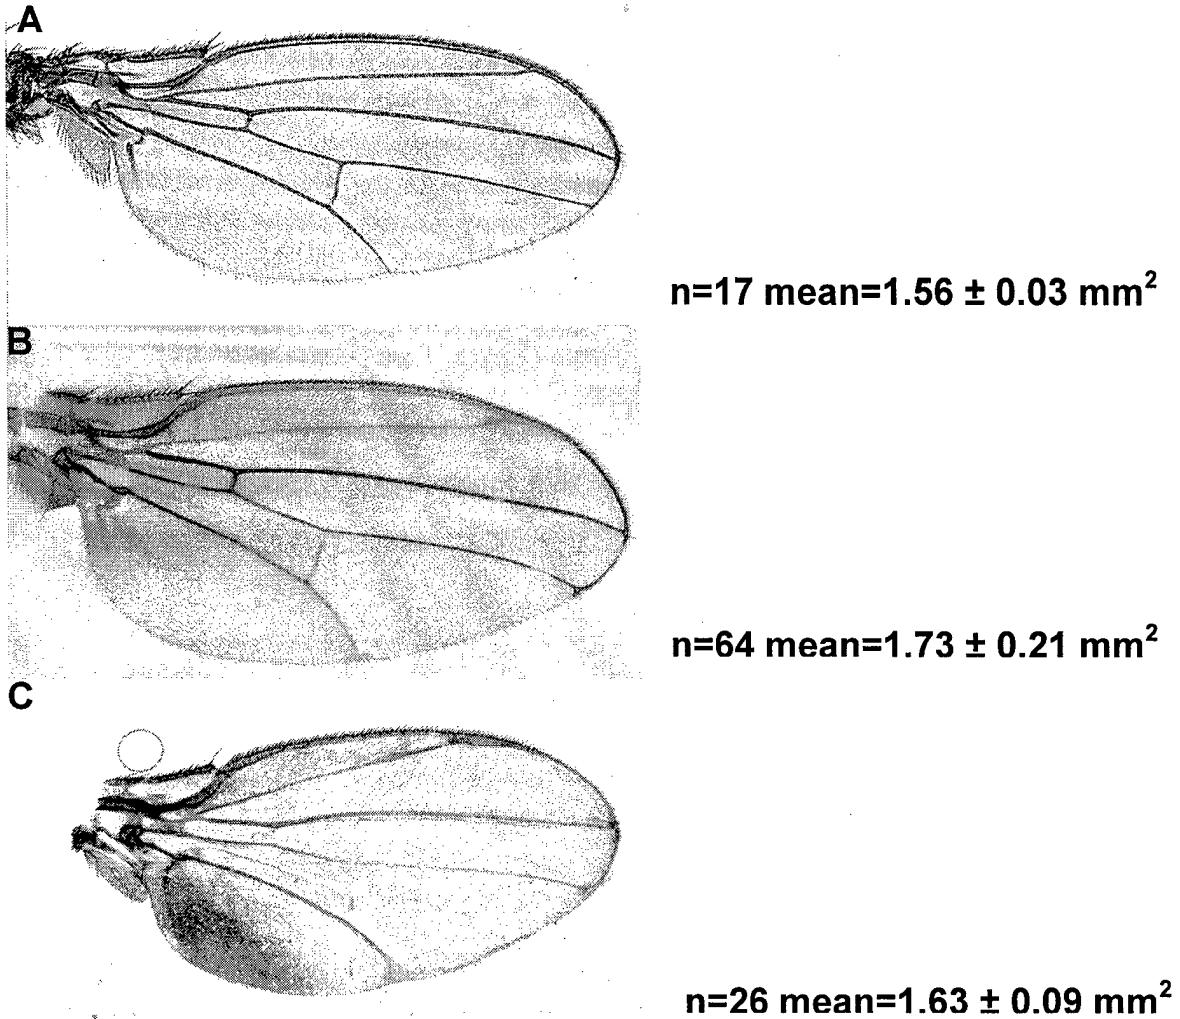 A
n=17 mean=1.56 ± 0.03 mm²
B
n=64 mean=1.73 ± 0.21 mm²
C
n=26 mean=1.63 ± 0.09 mm²